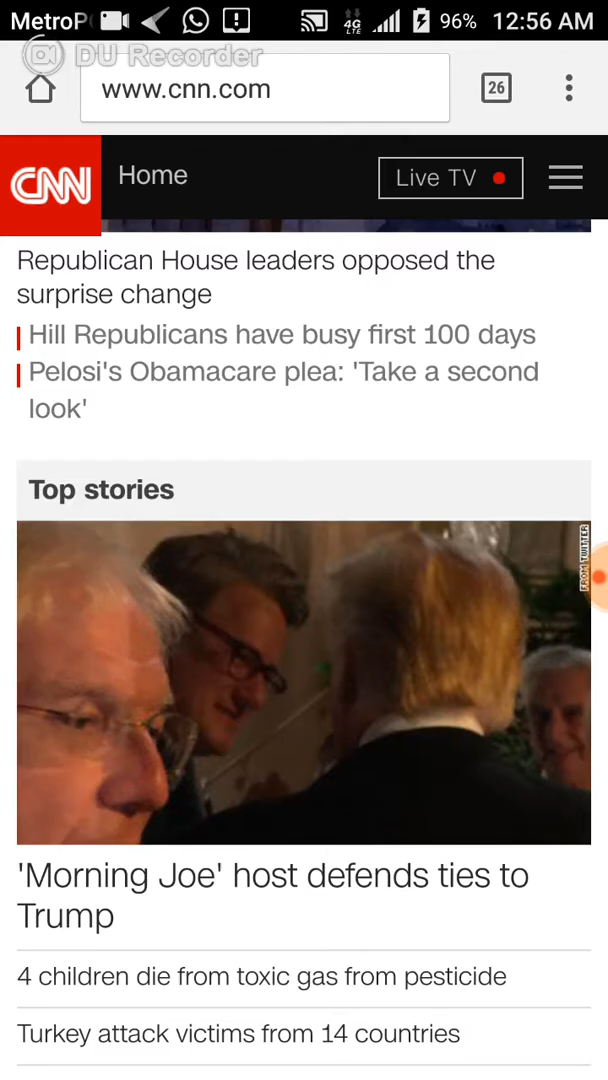 MetroP 4G LTE 96% 12:56 AM
DU Recorder
www.cnn.com 26
CNN Home Live TV
Republican House leaders opposed the
surprise change
Hill Republicans have busy first 100 days
Pelosi's Obamacare plea: 'Take a second
look'
Top stories
FROM TWITTER
'Morning Joe' host defends ties to
Trump
4 children die from toxic gas from pesticide
Turkey attack victims from 14 countries